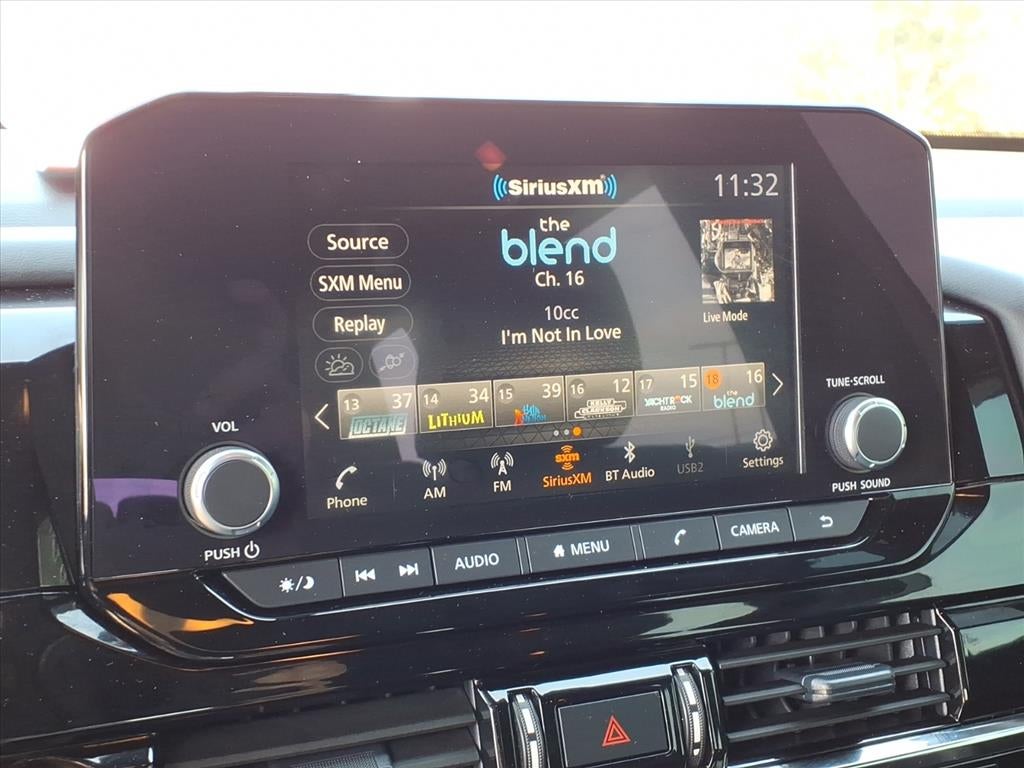 SiriusXM
11:32
Source
the
blend
Ch. 16
SXM Menu
Replay
10cc
I'm Not In Love
Live Mode
13 37
OCTANE
14 34
LITHIUM
15 39
16 12
KELLY
CLARKSON
17 15
YACHT ROCK
RADIO
18 16
the
blend
Phone
AM
FM
sxm
SiriusXM
BT Audio
USB2
Settings
VOL
PUSH
TUNE•SCROLL
PUSH SOUND
AUDIO
MENU
CAMERA